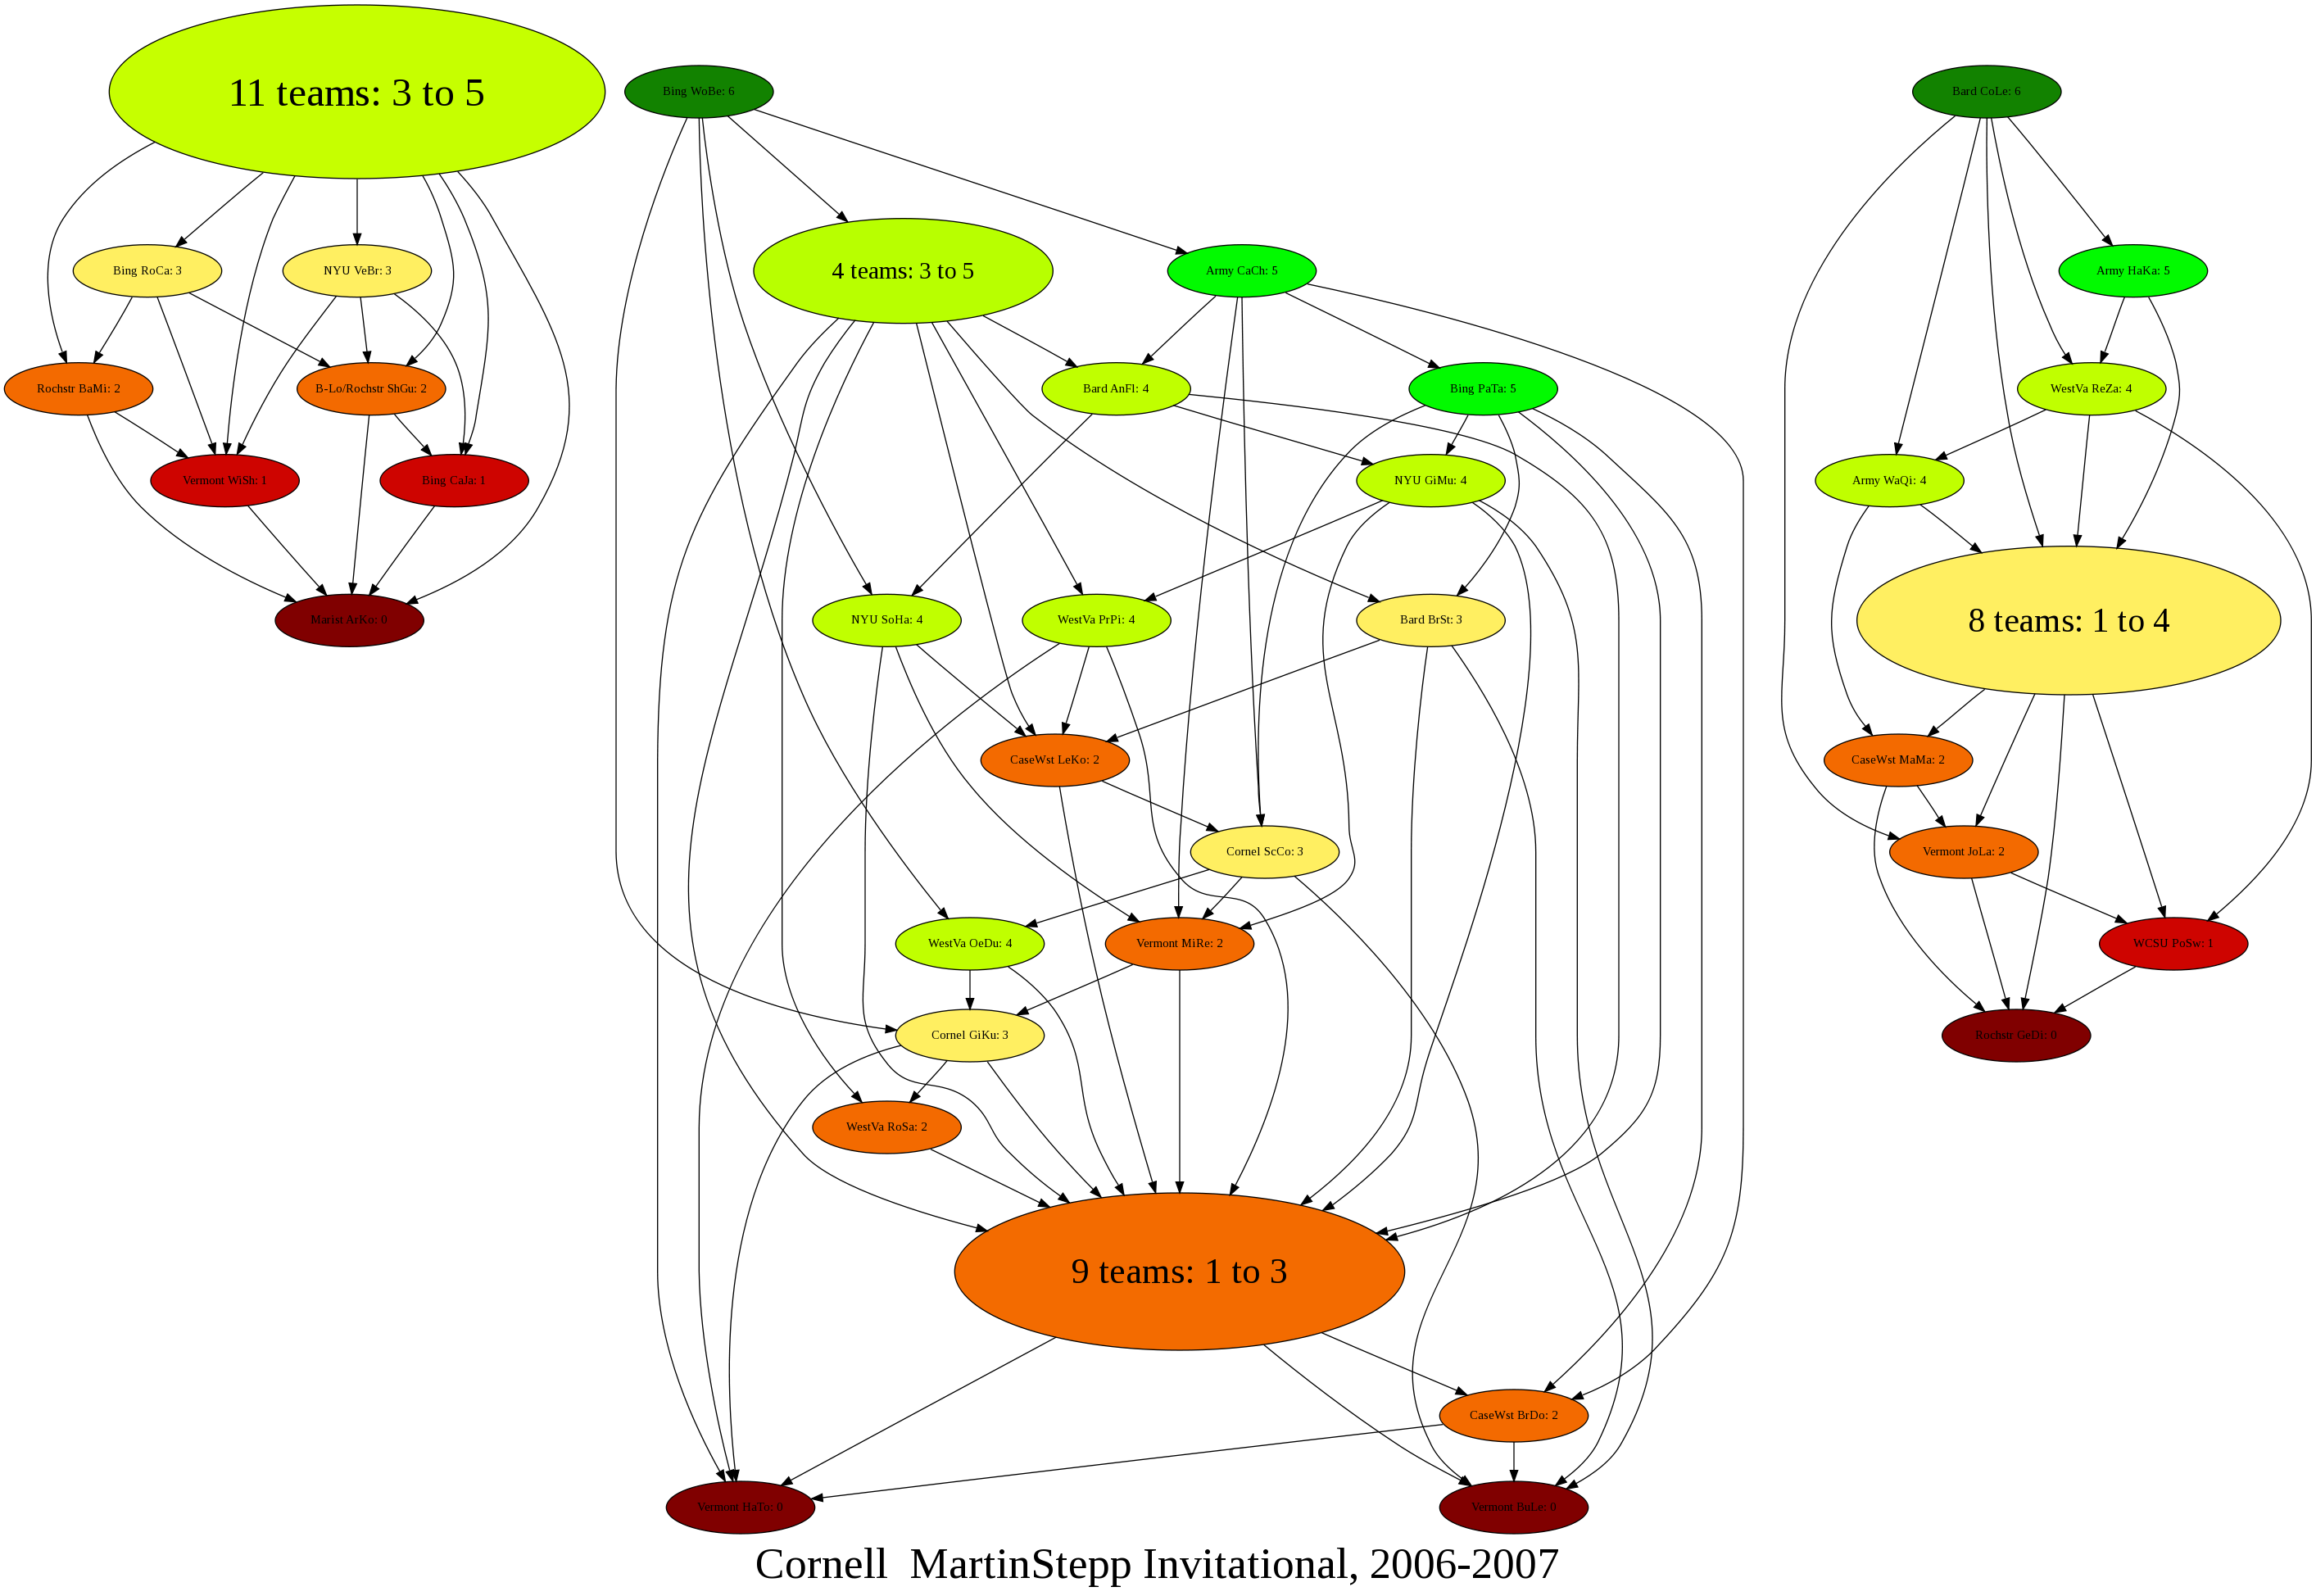 11 teams: 3 to 5
Bing WoBe: 6
Bard CoLe: 6
Bing RoCa: 3
NYU VeBr: 3
4 teams: 3 to 5
Army CaCh: 5
Army HaKa: 5
Rochstr BaMi: 2
B-Lo/Rochstr ShGu: 2
Bard AnFl: 4
Bing PaTa: 5
WestVa ReZa: 4
Vermont WiSh: 1
Bing CaJa: 1
NYU GiMu: 4
Army WaQi: 4
Marist ArKo: 0
NYU SoHa: 4
WestVa PrPi: 4
Bard BrSt: 3
8 teams: 1 to 4
CaseWst LeKo: 2
CaseWst MaMa: 2
Cornel ScCo: 3
Vermont JoLa: 2
WestVa OeDu: 4
Vermont MiRe: 2
WCSU PoSw: 1
Cornel GiKu: 3
Rochstr GeDi: 0
WestVa RoSa: 2
9 teams: 1 to 3
CaseWst BrDo: 2
Vermont HaTo: 0
Vermont BuLe: 0
Cornell  MartinStepp Invitational, 2006-2007